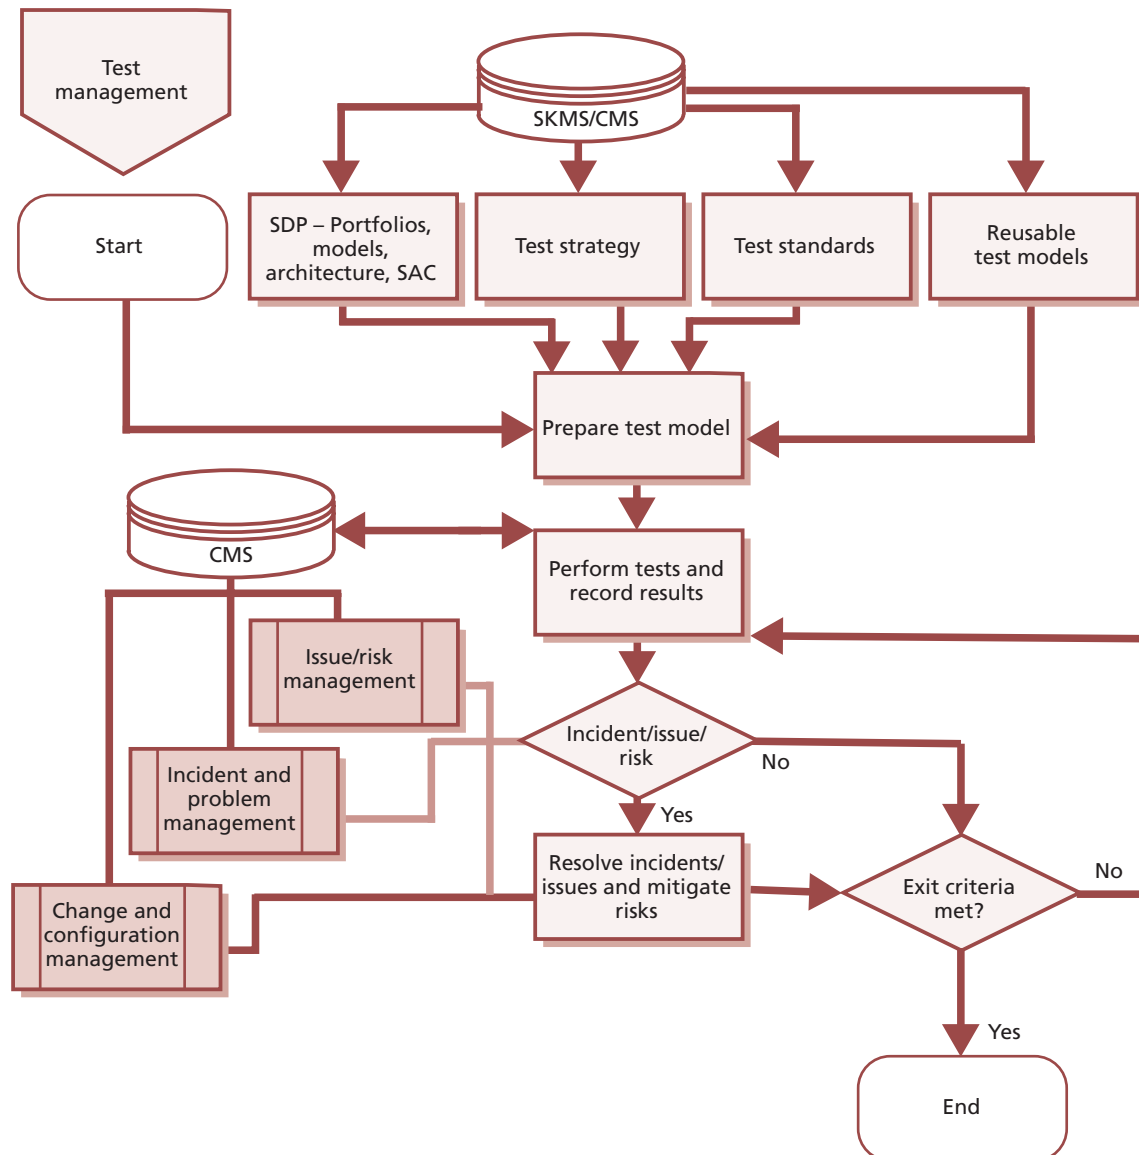 Test
management
SKMS/CMS
Start
SDP – Portfolios,
models,
architecture, SAC
Test strategy
Test standards
Reusable
test models
Prepare test model
CMS
Perform tests and
record results
Issue/risk
management
Incident/issue/
risk
No
Incident and
problem
management
Yes
Resolve incidents/
issues and mitigate
risks
Exit criteria
met?
No
Change and
configuration
management
Yes
End